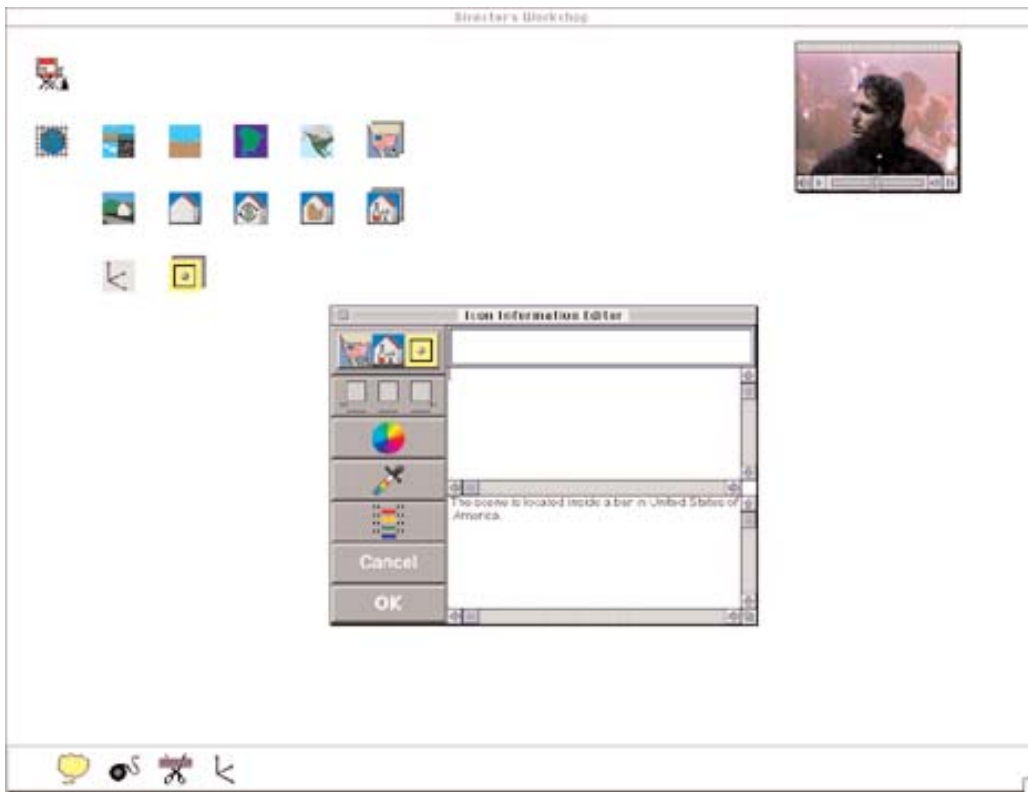 Director's Workshop
Icon Information Editor
The scene is located inside a bar in United States of
America.
Cancel
OK